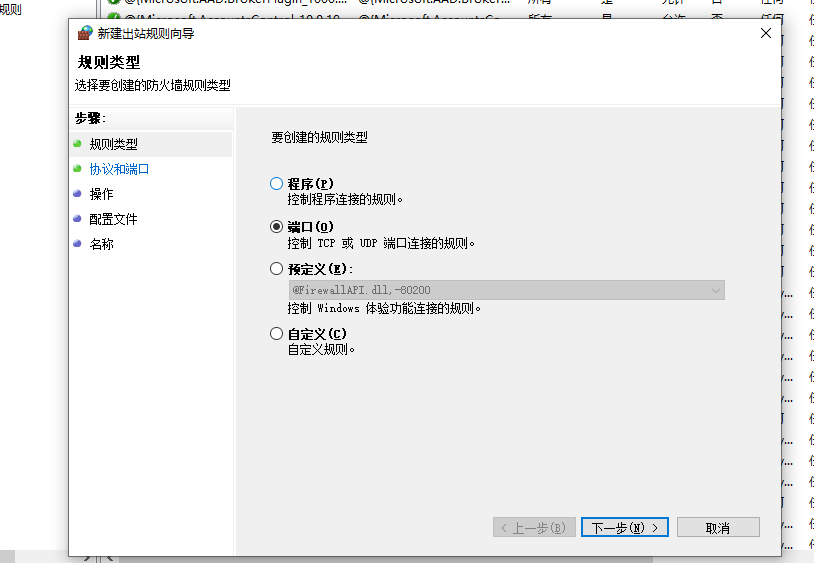 规则
新建出站规则向导
规则类型
选择要创建的防火墙规则类型
步骤:
规则类型
协议和端口
操作
配置文件
名称
要创建的规则类型
程序(P)
控制程序连接的规则。
端口(O)
控制 TCP 或 UDP 端口连接的规则。
预定义(E):
@FirewallAPI.dll,-80200
控制 Windows 体验功能连接的规则。
自定义(C)
自定义规则。
< 上一步(B)
下一步(N) >
取消